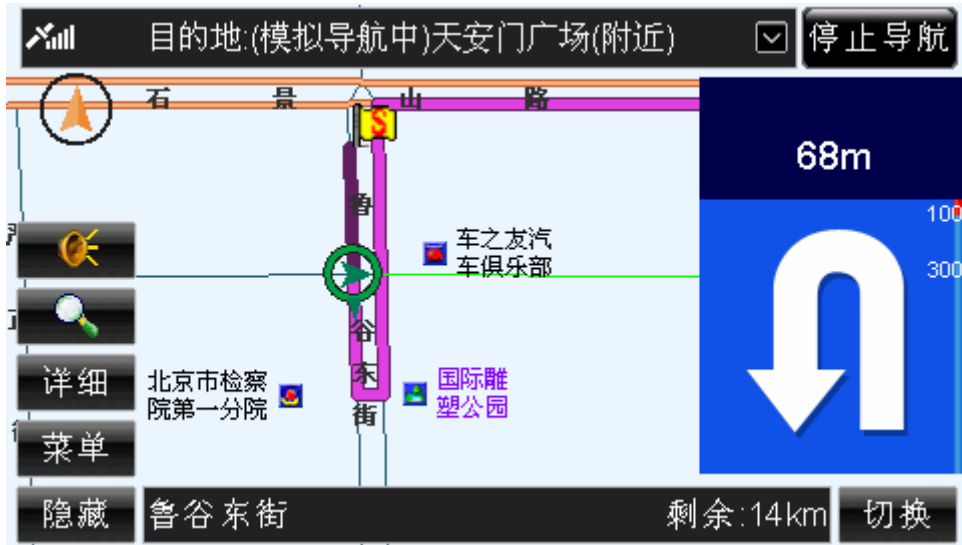 目的地:(模拟导航中)天安门广场(附近)
停止导航
石景山路
S
68m
100
300
鲁谷东街
车之友汽
车俱乐部
详细
北京市检察
院第一分院
国际雕
塑公园
菜单
隐藏
鲁谷东街
剩余:14km
切换